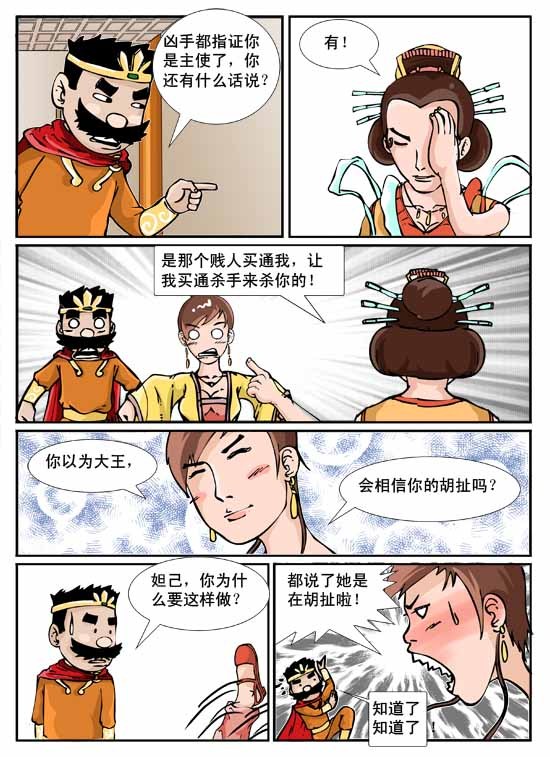 凶手都指证你
是主使了，你
还有什么话说？
有！
是那个贱人买通我，让
我买通杀手来杀你的！
你以为大王，
会相信你的胡扯吗？
妲己，你为什
么要这样做？
都说了她是
在胡扯啦！
知道了
知道了！